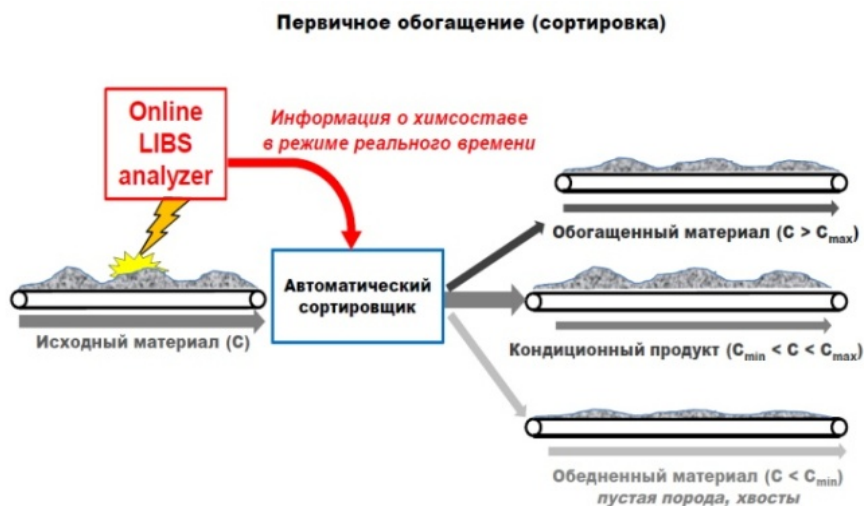 Первичное обогащение (сортировка)
Online
LIBS
analyzer
Информация о химсоставе
в режиме реального времени
Обогащенный материал (C > Cmax)
Автоматический
сортировщик
Исходный материал (C)
Кондиционный продукт (Cmin < C < Cmax)
Обедненный материал (C < Cmin)
пустая порода, хвосты